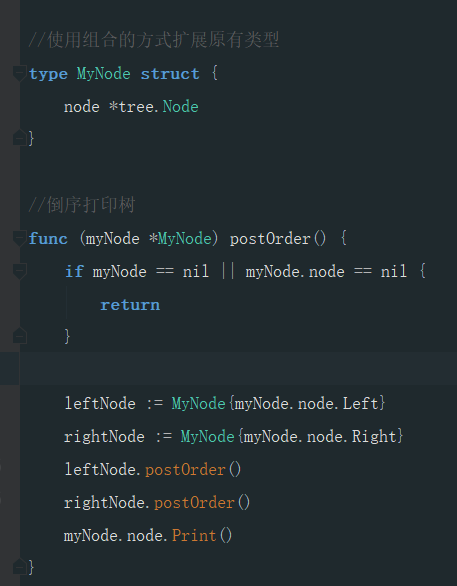 //使用组合的方式扩展原有类型
type MyNode struct {
    node *tree.Node
}
//倒序打印树
func (myNode *MyNode) postOrder() {
    if myNode == nil || myNode.node == nil {
        return
    }
    leftNode := MyNode{myNode.node.Left}
    rightNode := MyNode{myNode.node.Right}
    leftNode.postOrder()
    rightNode.postOrder()
    myNode.node.Print()
}